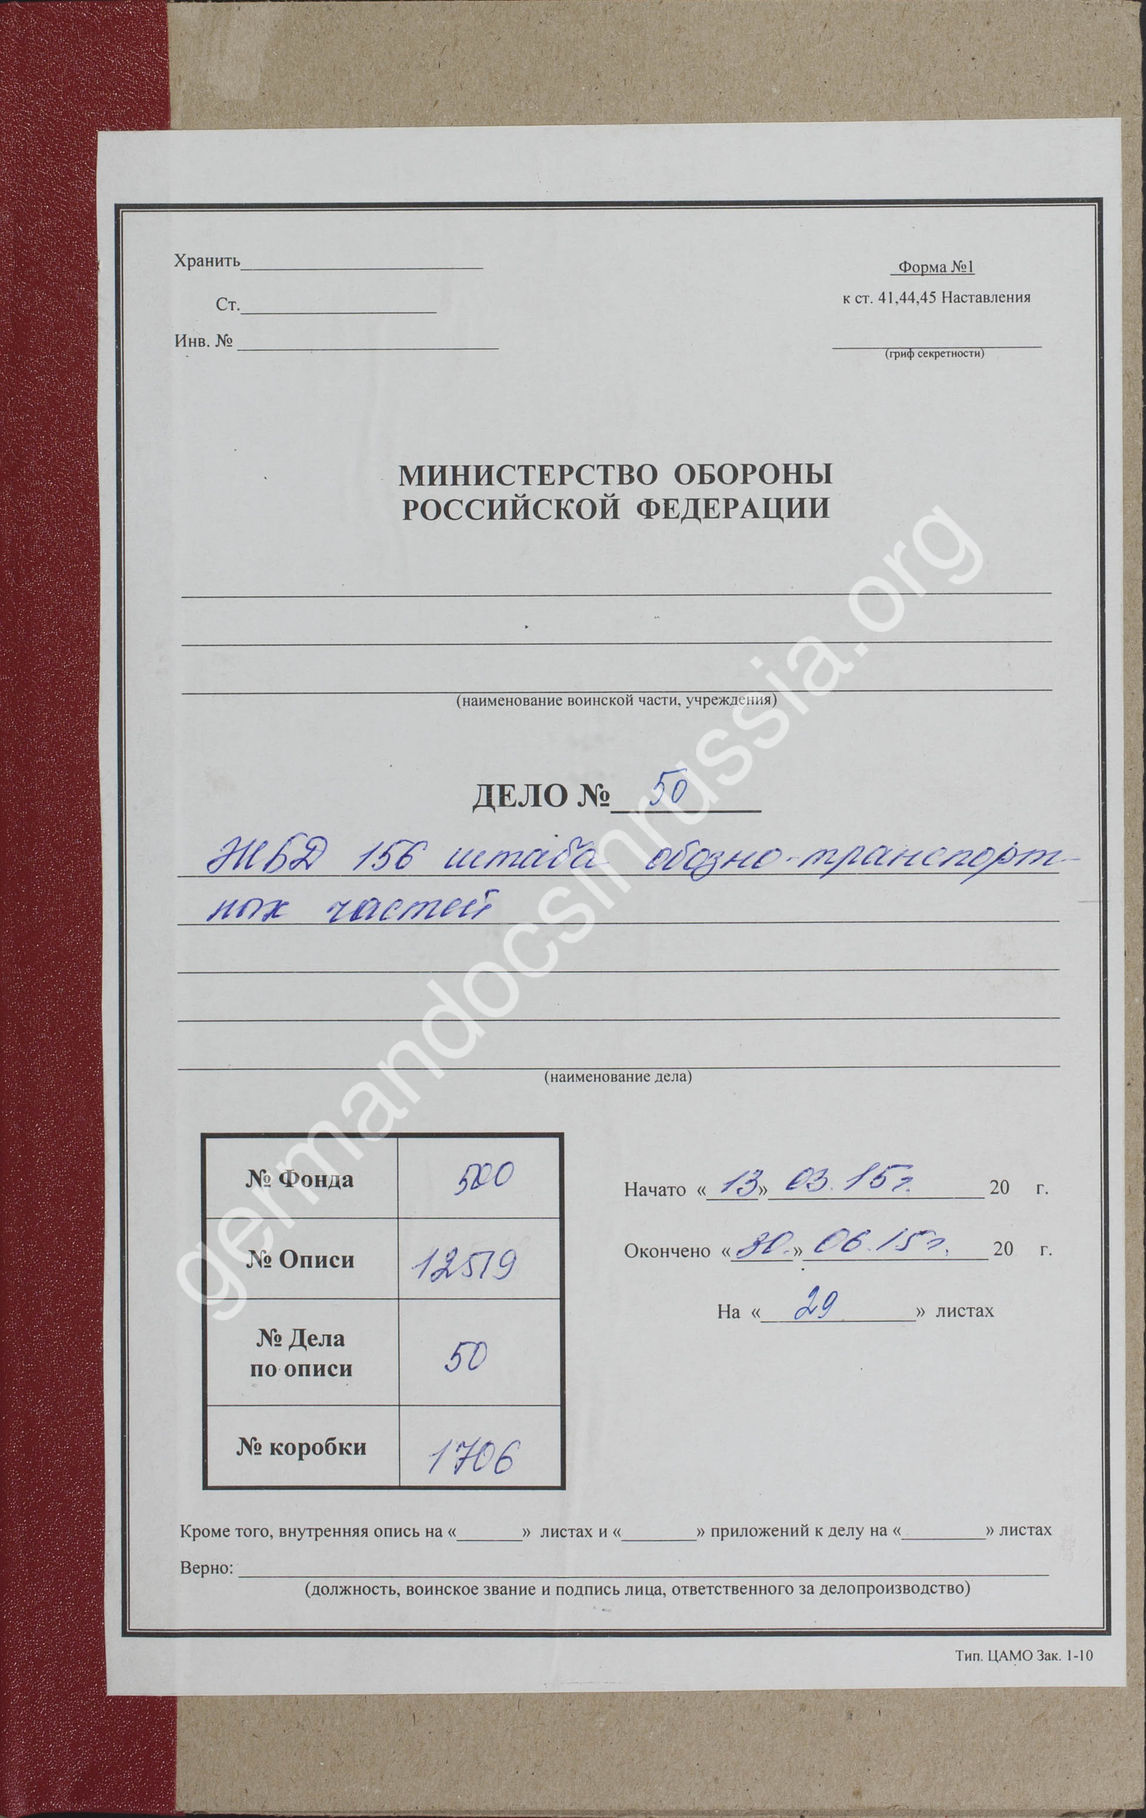 Хранить
Форма №1
Ст.
к ст. 41,44,45 Наставления
Инв. №
(гриф секретности)
МИНИСТЕРСТВО ОБОРОНЫ
РОССИЙСКОЙ ФЕДЕРАЦИИ
(наименование воинской части, учреждения)
ДЕЛО № 50
ЖБД 156 штаба обозно-транспорт-
ных частей
(наименование дела)
№ Фонда 500
№ Описи 12519
№ Дела
по описи 50
№ коробки 1706
Начато «13» 03.15г. 20 г.
Окончено «30.» 06.15г. 20 г.
На «29» листах
Кроме того, внутренняя опись на « » листах и « » приложений к делу на « » листах
Верно:
(должность, воинское звание и подпись лица, ответственного за делопроизводство)
Тип. ЦАМО Зак. 1-10
germandocsinrussia.org